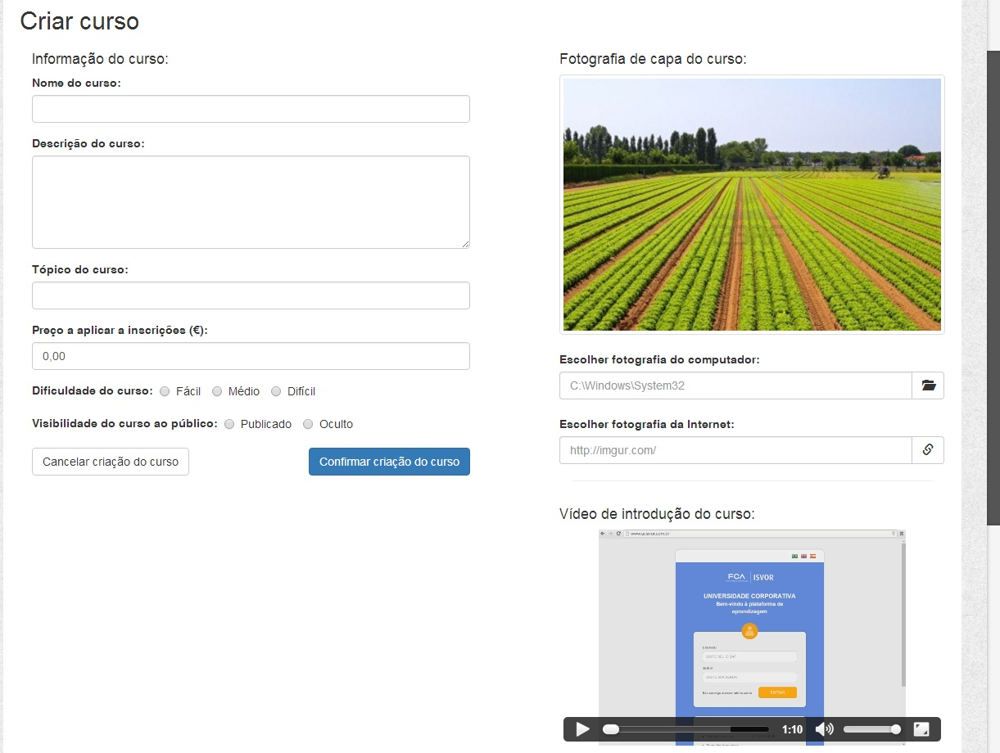 Criar curso
Informação do curso:
Nome do curso:
Descrição do curso:
Tópico do curso:
Preço a aplicar a inscrições (€):
0,00
Dificuldade do curso: Fácil Médio Difícil
Visibilidade do curso ao público: Publicado Oculto
Cancelar criação do curso Confirmar criação do curso
Fotografia de capa do curso:
Escolher fotografia do computador:
C:\Windows\System32
Escolher fotografia da Internet:
http://imgur.com/
Vídeo de introdução do curso:
FCA ISVOR
UNIVERSIDADE CORPORATIVA
Bem-vindo à plataforma de
aprendizagem
ENTRAR
1:10